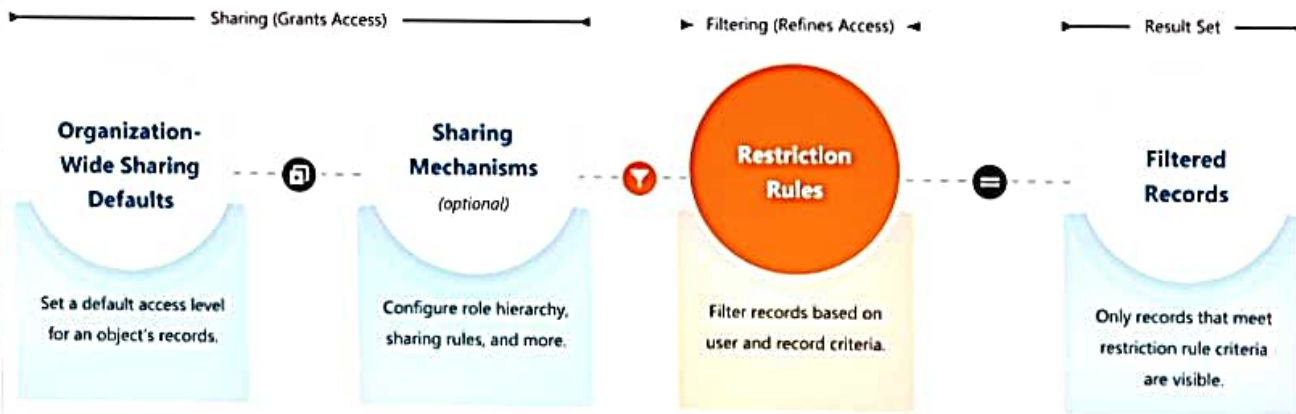 Sharing (Grants Access)
Filtering (Refines Access)
Result Set
Organization-
Wide Sharing
Defaults
Sharing
Mechanisms
(optional)
Restriction
Rules
Filtered
Records
Set a default access level
for an object's records.
Configure role hierarchy,
sharing rules, and more.
Filter records based on
user and record criteria.
Only records that meet
restriction rule criteria
are visible.